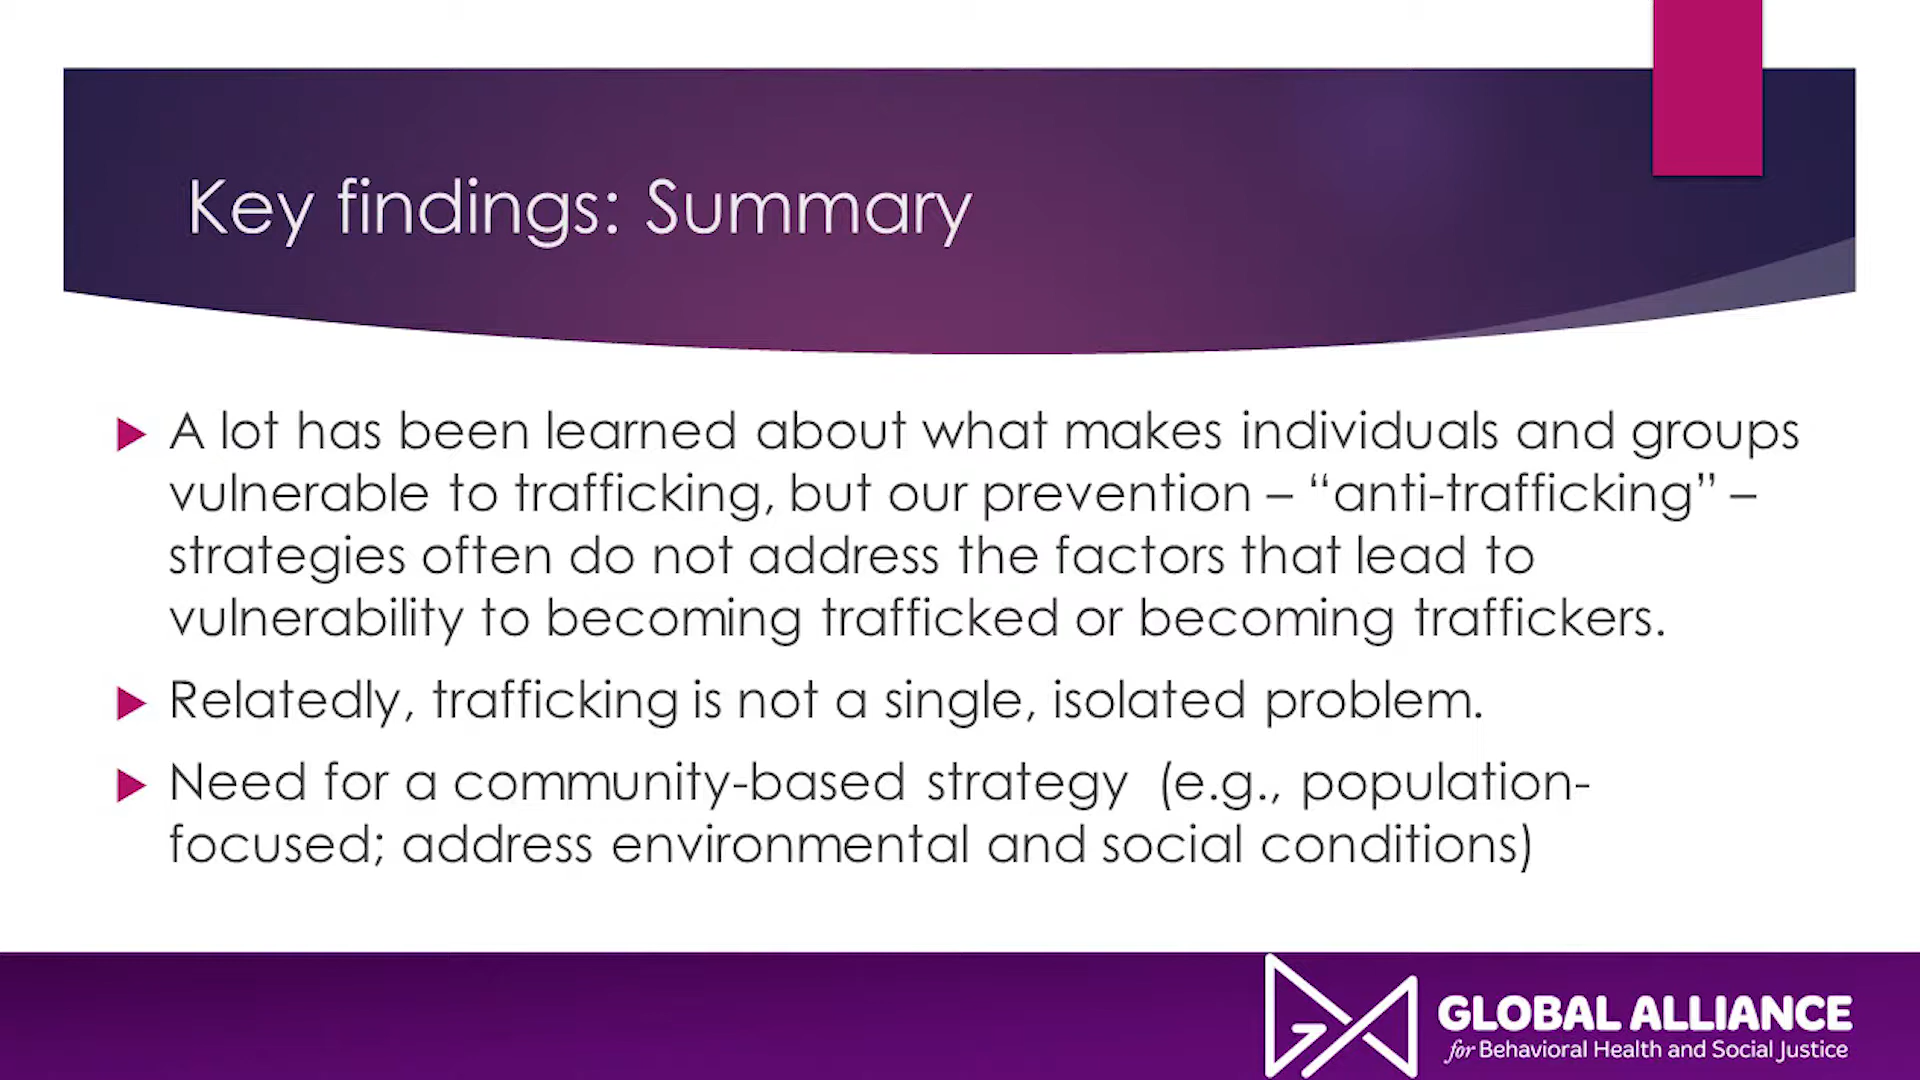 Key findings: Summary
A lot has been learned about what makes individuals and groups
vulnerable to trafficking, but our prevention – “anti-trafficking” –
strategies often do not address the factors that lead to
vulnerability to becoming trafficked or becoming traffickers.
Relatedly, trafficking is not a single, isolated problem.
Need for a community-based strategy (e.g., population-
focused; address environmental and social conditions)
GLOBAL ALLIANCE
for Behavioral Health and Social Justice